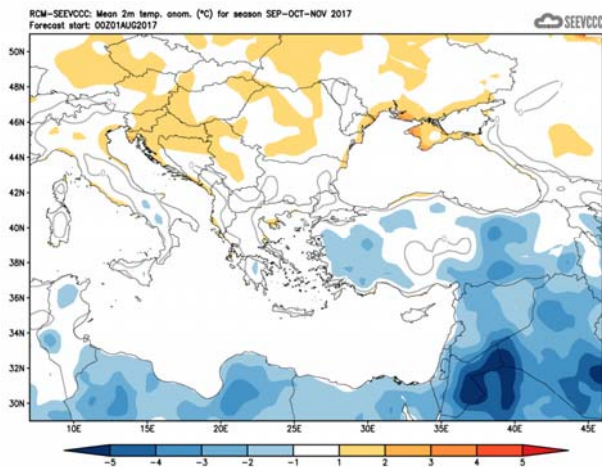 RCM-SEEVCCC: Mean 2m temp. anom. (°C) for season SEP-OCT-NOV 2017
Forecast start: 00Z01AUG2017
SEEVCCC
50N
48N
46N
44N
42N
40N
38N
36N
34N
32N
30N
10E 15E 20E 25E 30E 35E 40E 45E
-5 -4 -3 -2 -1 1 2 3 4 5